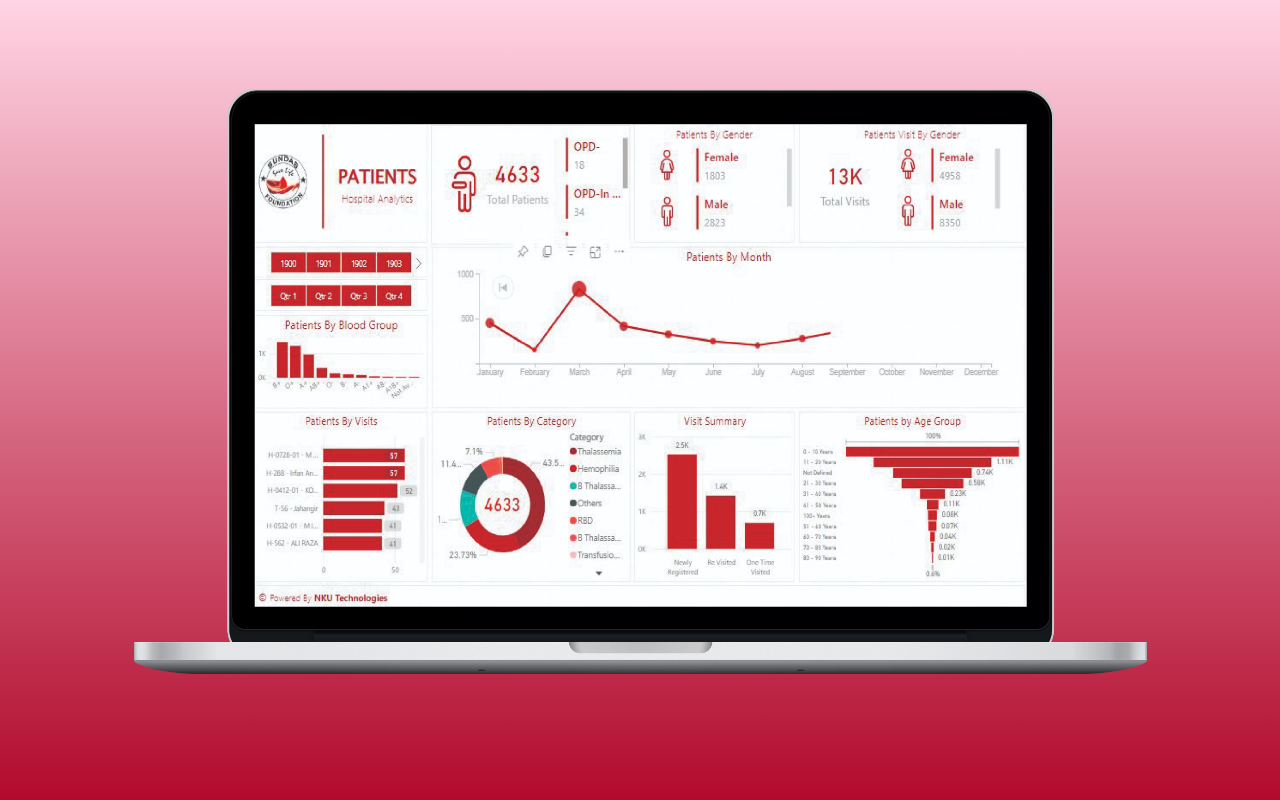 SUNDAS
Save Life
FOUNDATION
PATIENTS
Hospital Analytics
4633
Total Patients
OPD-
18
OPD-In ...
34
Patients By Gender
Female
1803
Male
2823
Patients Visit By Gender
13K
Total Visits
Female
4958
Male
8350
1900 1901 1902 1903
Qtr 1 Qtr 2 Qtr 3 Qtr 4
Patients By Month
1000
500
January February March April May June July August September October November December
Patients By Blood Group
1K
0K
B+ O+ A+ AB+ O- B- A- A1+ AB-
Patients By Visits
H-0728-01 - M... 57
H-288 - Irfan An... 57
H-0412-01 - KO... 52
T-56 - Jahangir 43
H-0532-01 - M I... 41
H-562 - ALI RAZA 41
0 50
Patients By Category
7.1%
11.4...
43.5...
1...
23.73%
4633
Category
Thalassemia
Hemophilia
B Thalassa...
Others
RBD
B Thalassa...
Transfusio...
Visit Summary
3K
2K
1K
0K
2.5K
1.4K
0.7K
Newly Registered
Re Visited
One Time Visited
Patients by Age Group
100%
0 - 10 Years
11 - 20 Years 1.11K
Not Defined 0.74K
21 - 30 Years 0.58K
31 - 40 Years 0.23K
41 - 50 Years 0.11K
100+ Years 0.08K
51 - 60 Years 0.07K
60 - 70 Years 0.04K
70 - 80 Years 0.02K
80 - 90 Years 0.01K
0.6%
© Powered By NKU Technologies